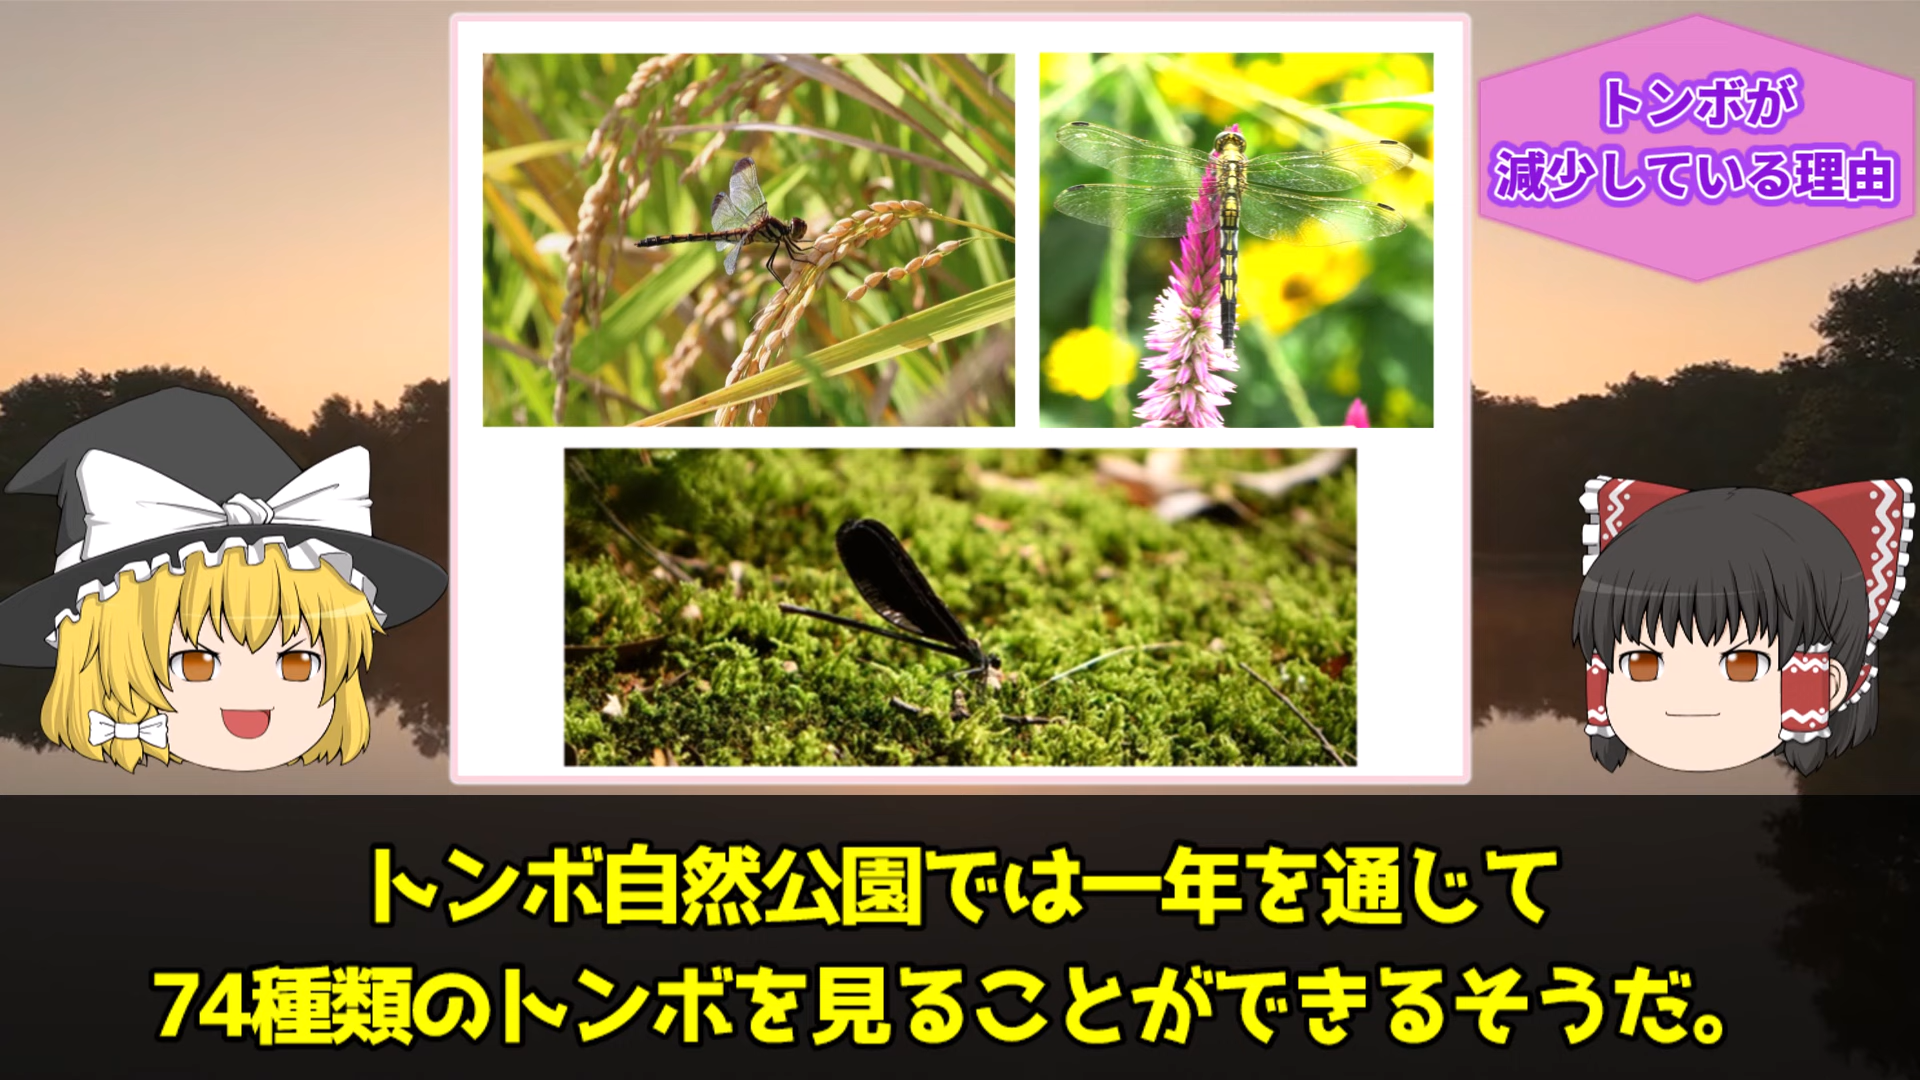 トンボが
減少している理由
トンボ自然公園では一年を通じて
74種類のトンボを見ることができるそうだ。